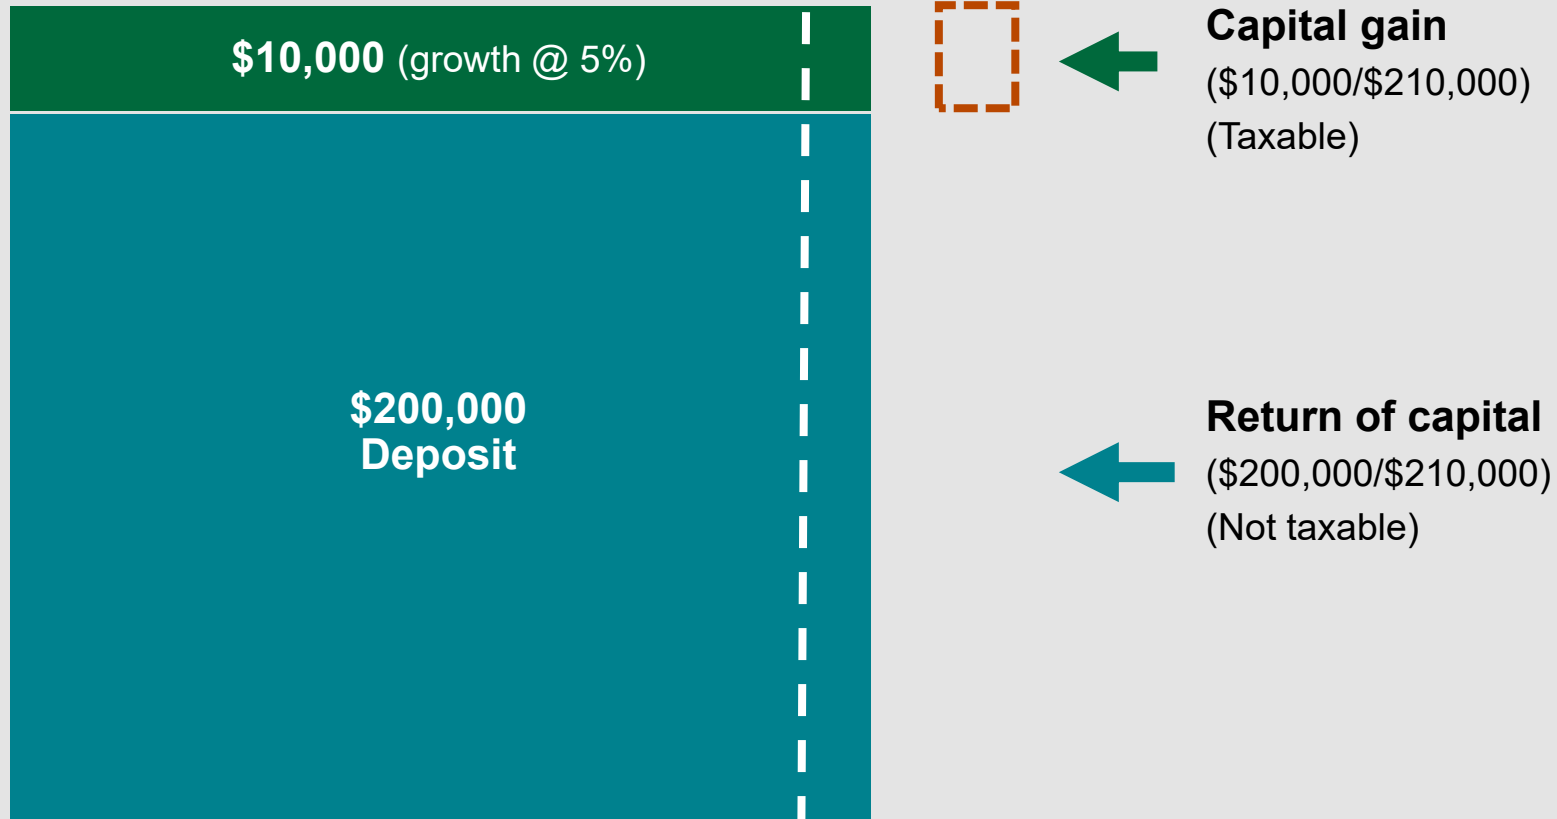 $10,000 (growth @ 5%)
$200,000
Deposit
Capital gain
($10,000/$210,000)
(Taxable)
Return of capital
($200,000/$210,000)
(Not taxable)